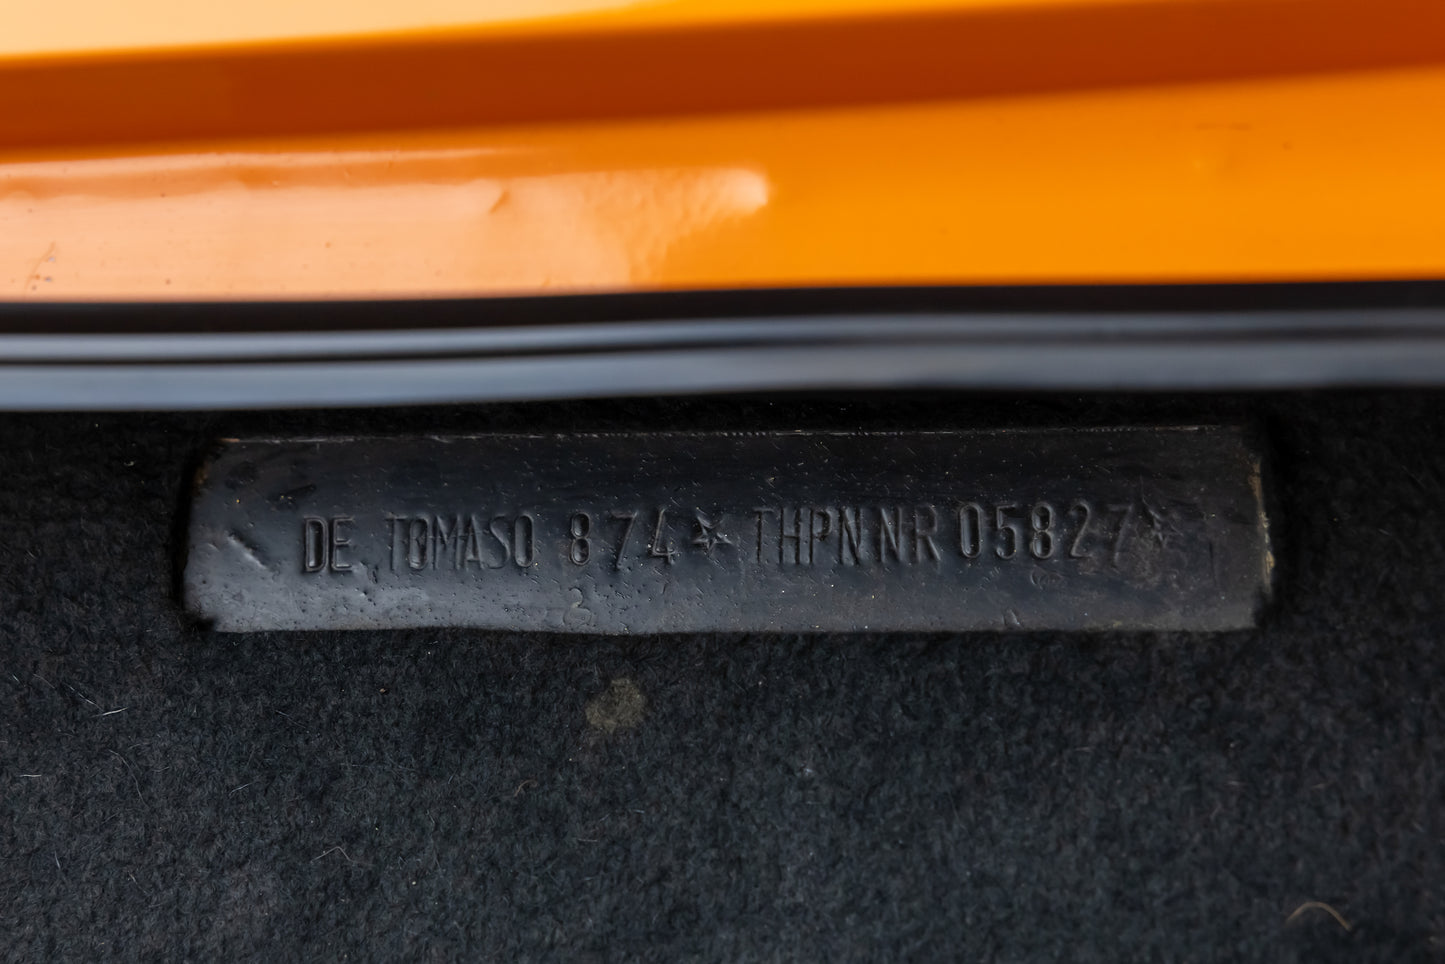 DE TOMASO 874★THPNNR05827★